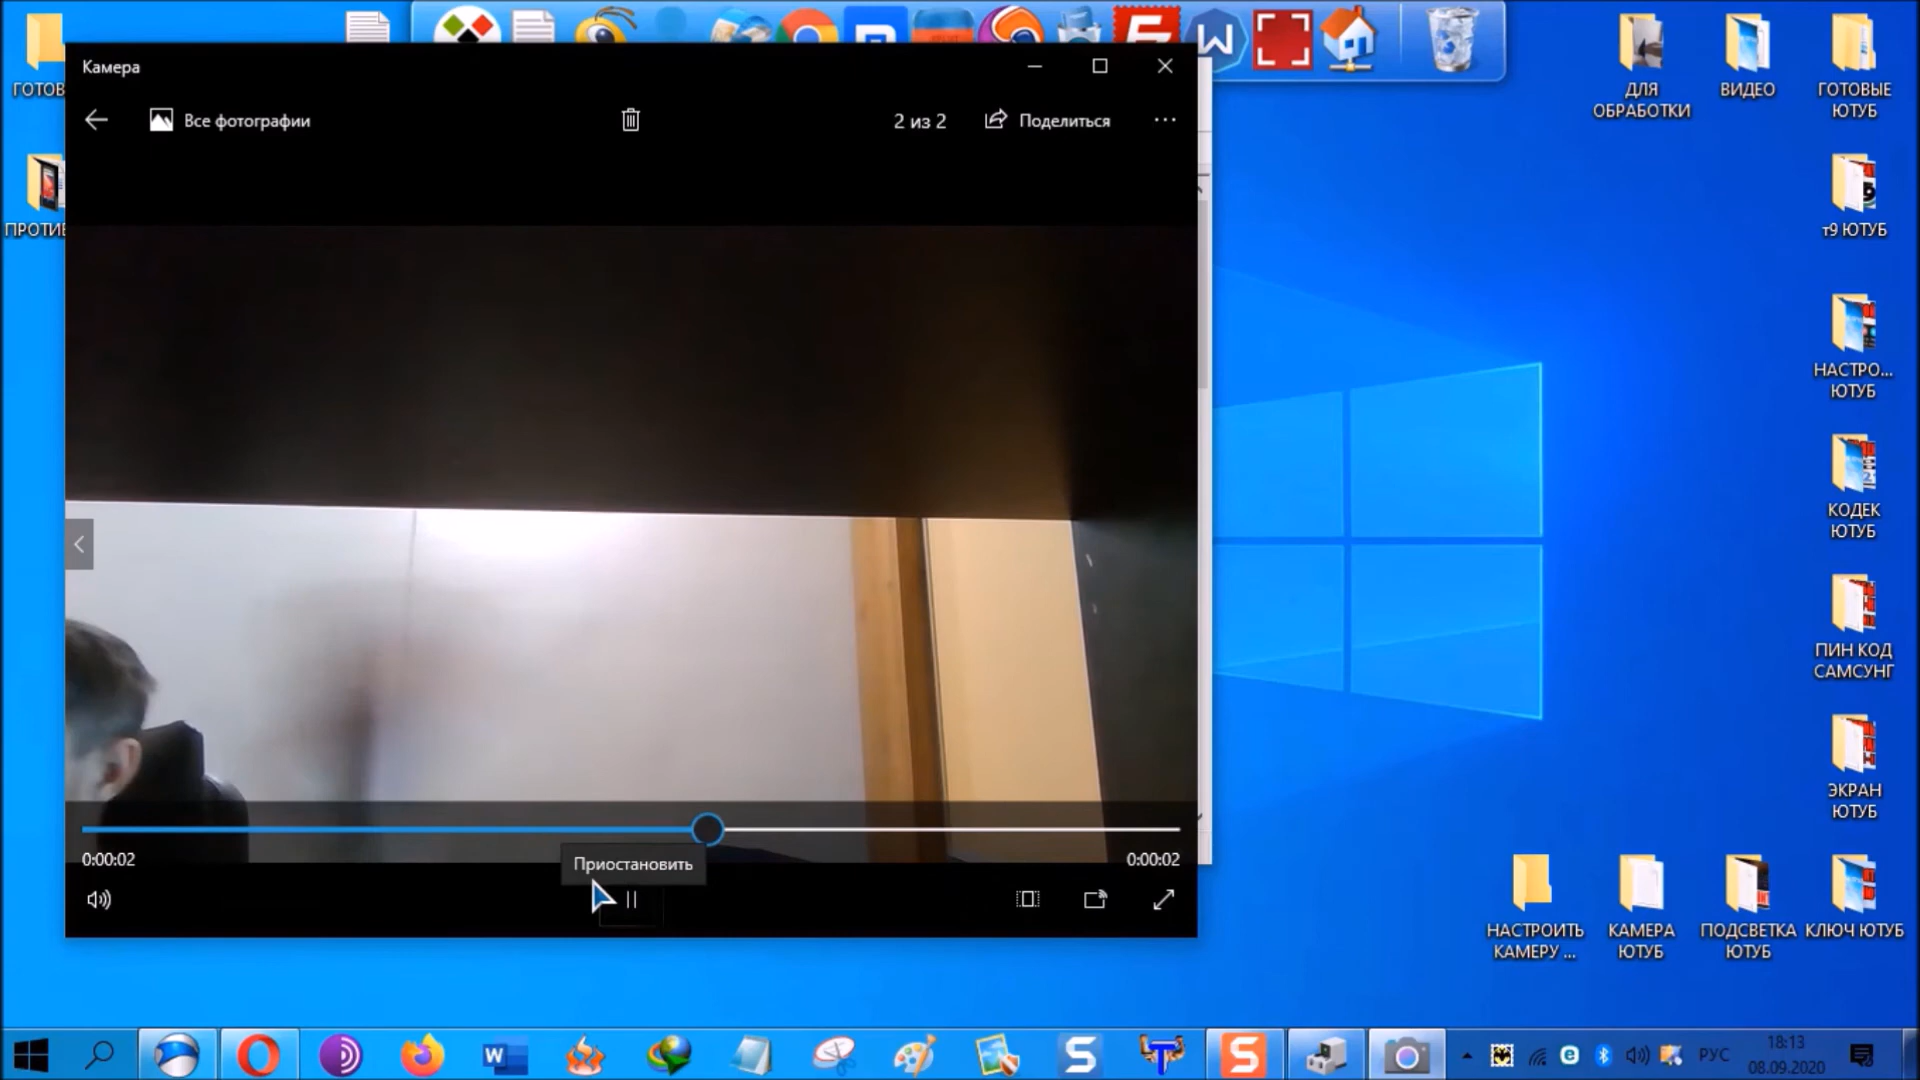 ГОТОВ
ПРОТИВ
Камера
Все фотографии
2 из 2
Поделиться
0:00:02
0:00:02
Приостановить
ДЛЯ
ОБРАБОТКИ
ВИДЕО
ГОТОВЫЕ
ЮТУБ
т9 ЮТУБ
НАСТРО...
ЮТУБ
КОДЕК
ЮТУБ
ПИН КОД
САМСУНГ
ЭКРАН
ЮТУБ
НАСТРОИТЬ
КАМЕРУ ...
КАМЕРА
ЮТУБ
ПОДСВЕТКА
ЮТУБ
КЛЮЧ ЮТУБ
РУС
18:13
08.09.2020